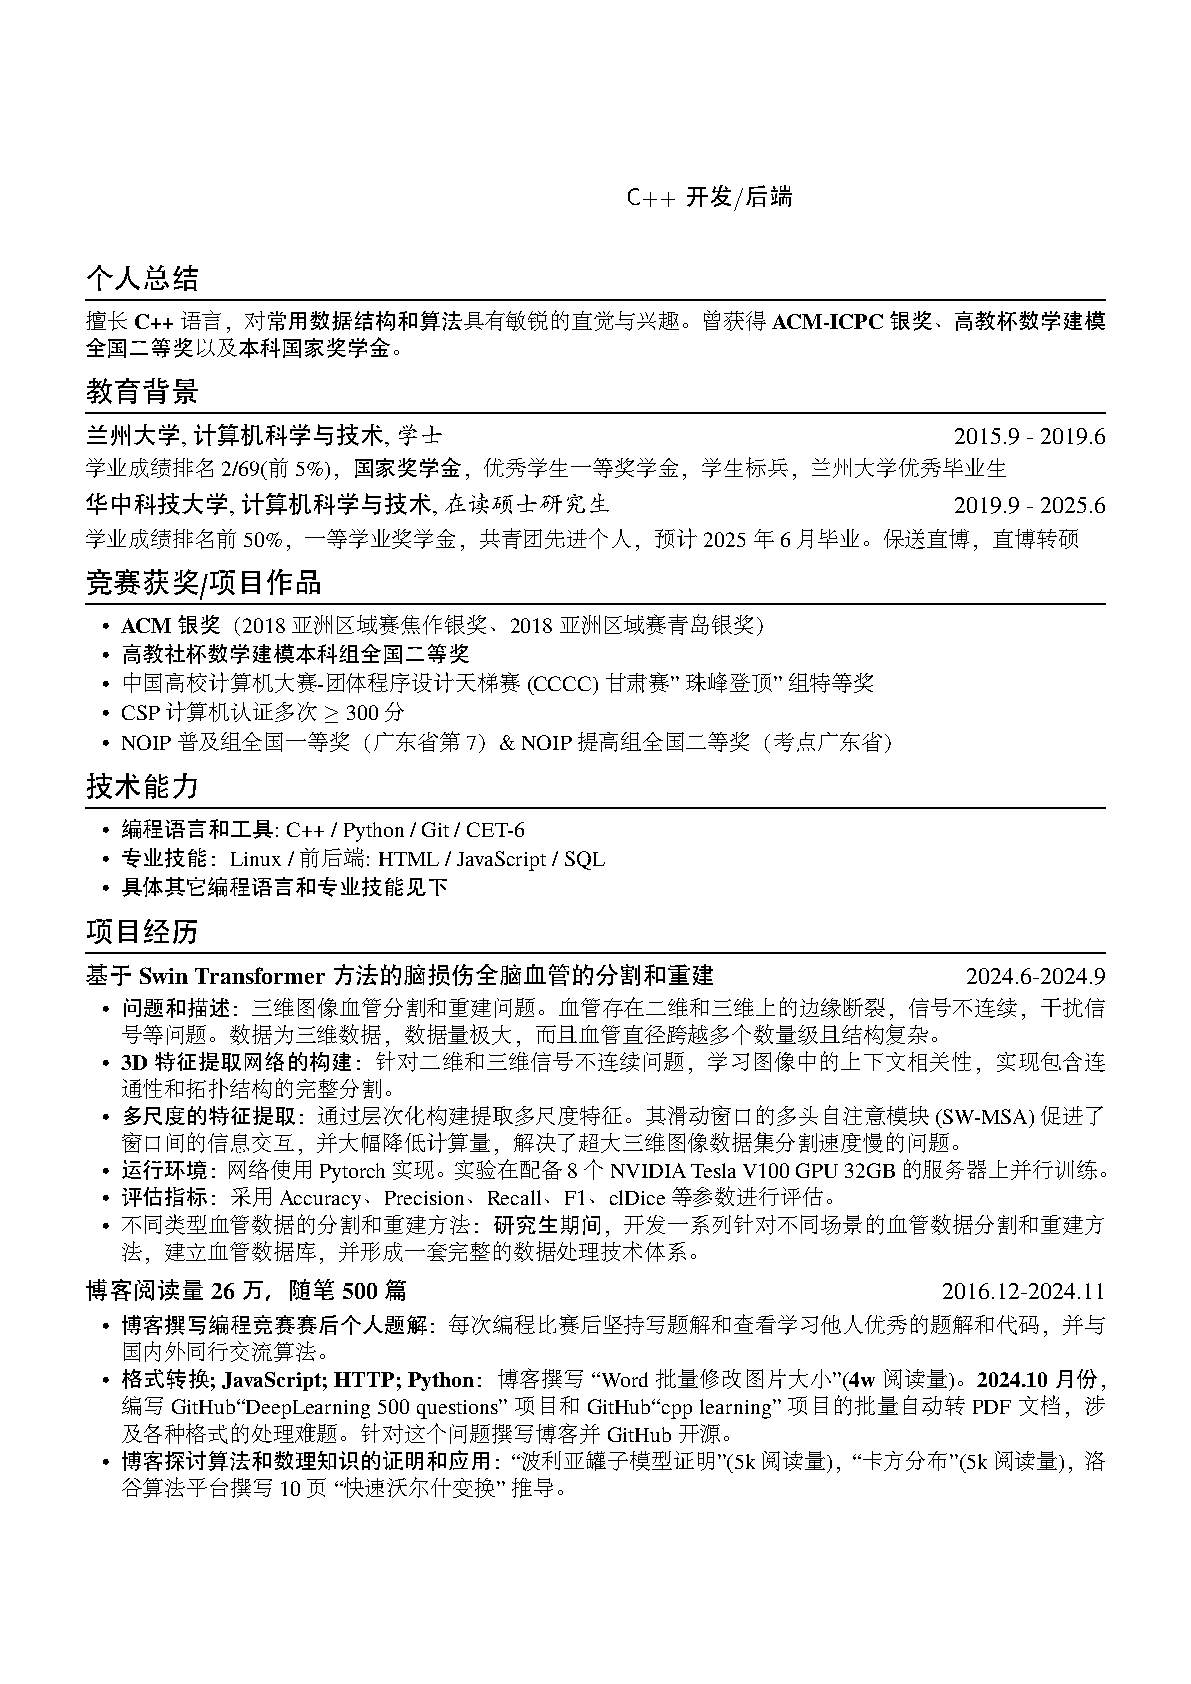 C++ 开发/后端
个人总结
擅长 C++ 语言，对常用数据结构和算法具有敏锐的直觉与兴趣。曾获得 ACM-ICPC 银奖、高教杯数学建模
全国二等奖以及本科国家奖学金。
教育背景
兰州大学, 计算机科学与技术, 学士 2015.9 - 2019.6
学业成绩排名 2/69(前 5%)，国家奖学金，优秀学生一等奖学金，学生标兵，兰州大学优秀毕业生
华中科技大学, 计算机科学与技术, 在读硕士研究生 2019.9 - 2025.6
学业成绩排名前 50%，一等学业奖学金，共青团先进个人，预计 2025 年 6 月毕业。保送直博，直博转硕
竞赛获奖/项目作品
• ACM 银奖（2018 亚洲区域赛焦作银奖、2018 亚洲区域赛青岛银奖）
• 高教社杯数学建模本科组全国二等奖
• 中国高校计算机大赛-团体程序设计天梯赛 (CCCC) 甘肃赛” 珠峰登顶” 组特等奖
• CSP 计算机认证多次 ≥ 300 分
• NOIP 普及组全国一等奖（广东省第 7）& NOIP 提高组全国二等奖（考点广东省）
技术能力
• 编程语言和工具: C++ / Python / Git / CET-6
• 专业技能：Linux / 前后端: HTML / JavaScript / SQL
• 具体其它编程语言和专业技能见下
项目经历
基于 Swin Transformer 方法的脑损伤全脑血管的分割和重建 2024.6-2024.9
• 问题和描述：三维图像血管分割和重建问题。血管存在二维和三维上的边缘断裂，信号不连续，干扰信
号等问题。数据为三维数据，数据量极大，而且血管直径跨越多个数量级且结构复杂。
• 3D 特征提取网络的构建：针对二维和三维信号不连续问题，学习图像中的上下文相关性，实现包含连
通性和拓扑结构的完整分割。
• 多尺度的特征提取：通过层次化构建提取多尺度特征。其滑动窗口的多头自注意模块 (SW-MSA) 促进了
窗口间的信息交互，并大幅降低计算量，解决了超大三维图像数据集分割速度慢的问题。
• 运行环境：网络使用 Pytorch 实现。实验在配备 8 个 NVIDIA Tesla V100 GPU 32GB 的服务器上并行训练。
• 评估指标：采用 Accuracy、Precision、Recall、F1、clDice 等参数进行评估。
• 不同类型血管数据的分割和重建方法：研究生期间，开发一系列针对不同场景的血管数据分割和重建方
法，建立血管数据库，并形成一套完整的数据处理技术体系。
博客阅读量 26 万，随笔 500 篇 2016.12-2024.11
• 博客撰写编程竞赛赛后个人题解：每次编程比赛后坚持写题解和查看学习他人优秀的题解和代码，并与
国内外同行交流算法。
• 格式转换; JavaScript; HTTP; Python：博客撰写 “Word 批量修改图片大小”(4w 阅读量)。2024.10 月份，
编写 GitHub“DeepLearning 500 questions” 项目和 GitHub“cpp learning” 项目的批量自动转 PDF 文档，涉
及各种格式的处理难题。针对这个问题撰写博客并 GitHub 开源。
• 博客探讨算法和数理知识的证明和应用：“波利亚罐子模型证明”(5k 阅读量)，“卡方分布”(5k 阅读量)，洛
谷算法平台撰写 10 页 “快速沃尔什变换” 推导。